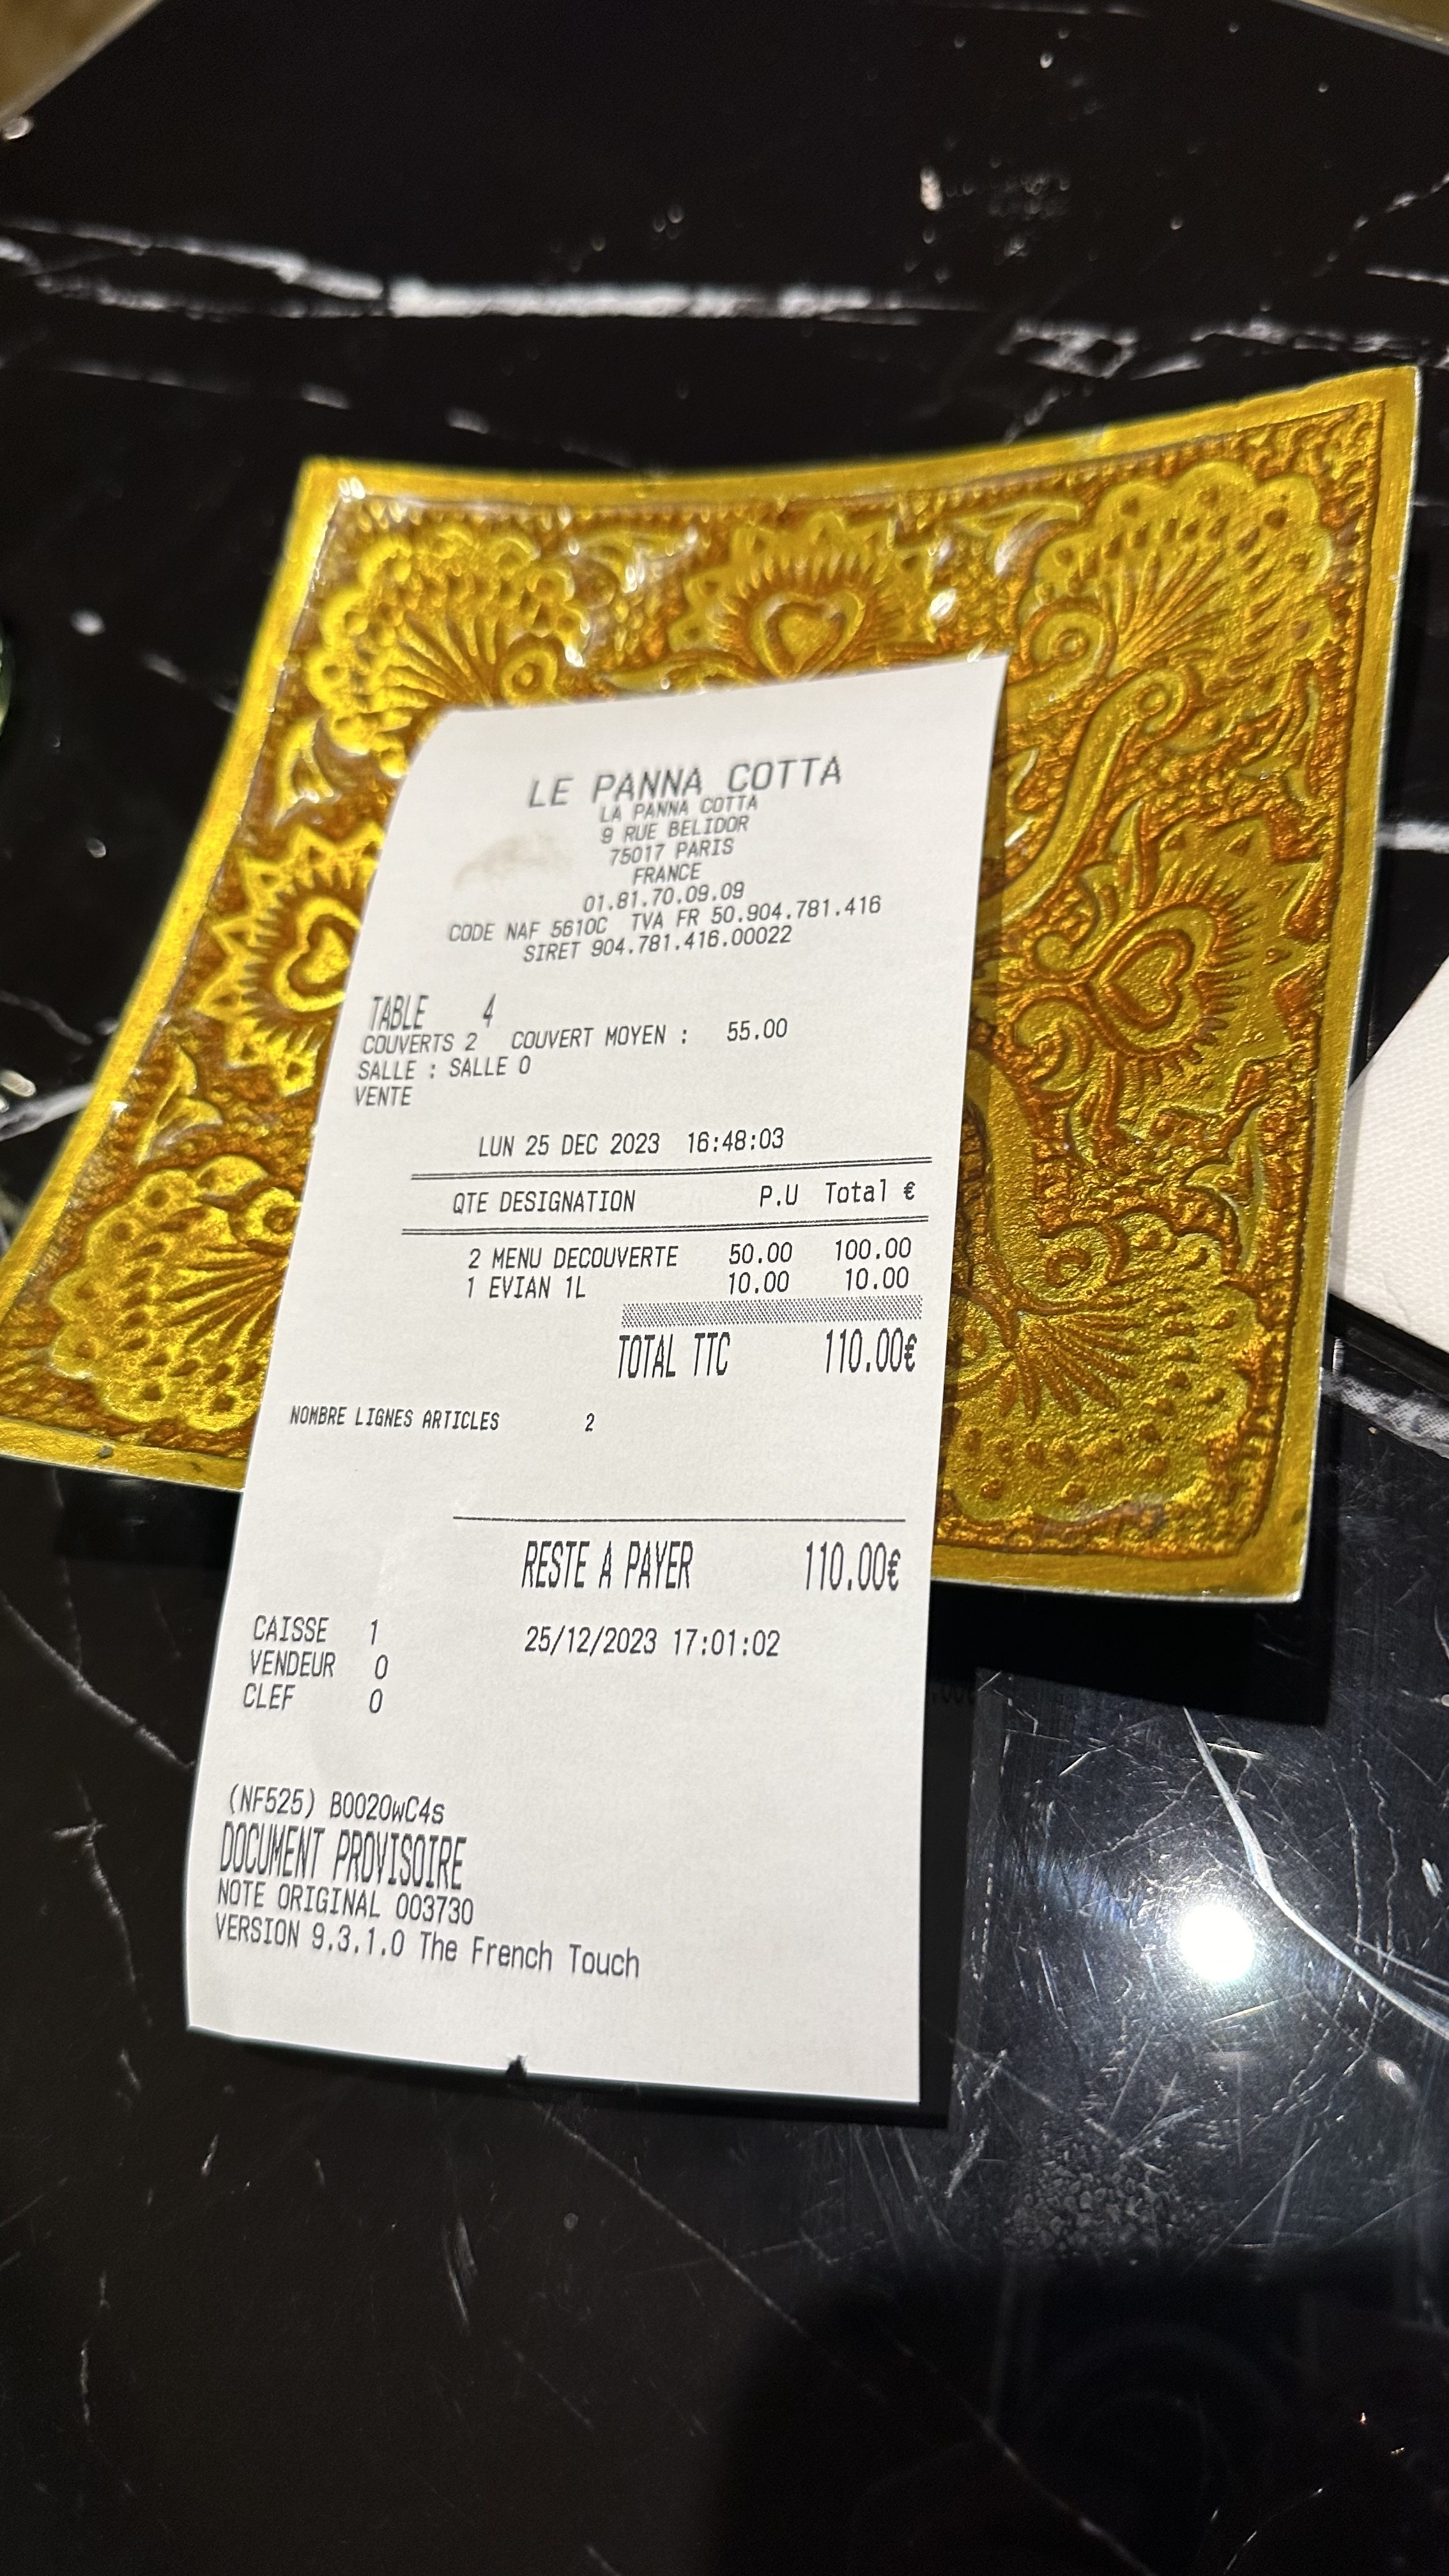 LE PANNA COTTA
LA PANNA COTTA
9 RUE BELIDOR
75017 PARIS
FRANCE
01.81.70.09.09
CODE NAF 5610C TVA FR 50.904.781.416
SIRET 904.781.416.00022
TABLE 4
COUVERTS 2 COUVERT MOYEN : 55.00
SALLE : SALLE 0
VENTE
LUN 25 DEC 2023 16:48:03
QTE DESIGNATION P.U Total €
2 MENU DECOUVERTE 50.00 100.00
1 EVIAN 1L 10.00 10.00
TOTAL TTC 110.00€
NOMBRE LIGNES ARTICLES 2
RESTE A PAYER 110.00€
CAISSE 1 25/12/2023 17:01:02
VENDEUR 0
CLEF 0
(NF525) B0020wC4s
DOCUMENT PROVISOIRE
NOTE ORIGINAL 003730
VERSION 9.3.1.0 The French Touch